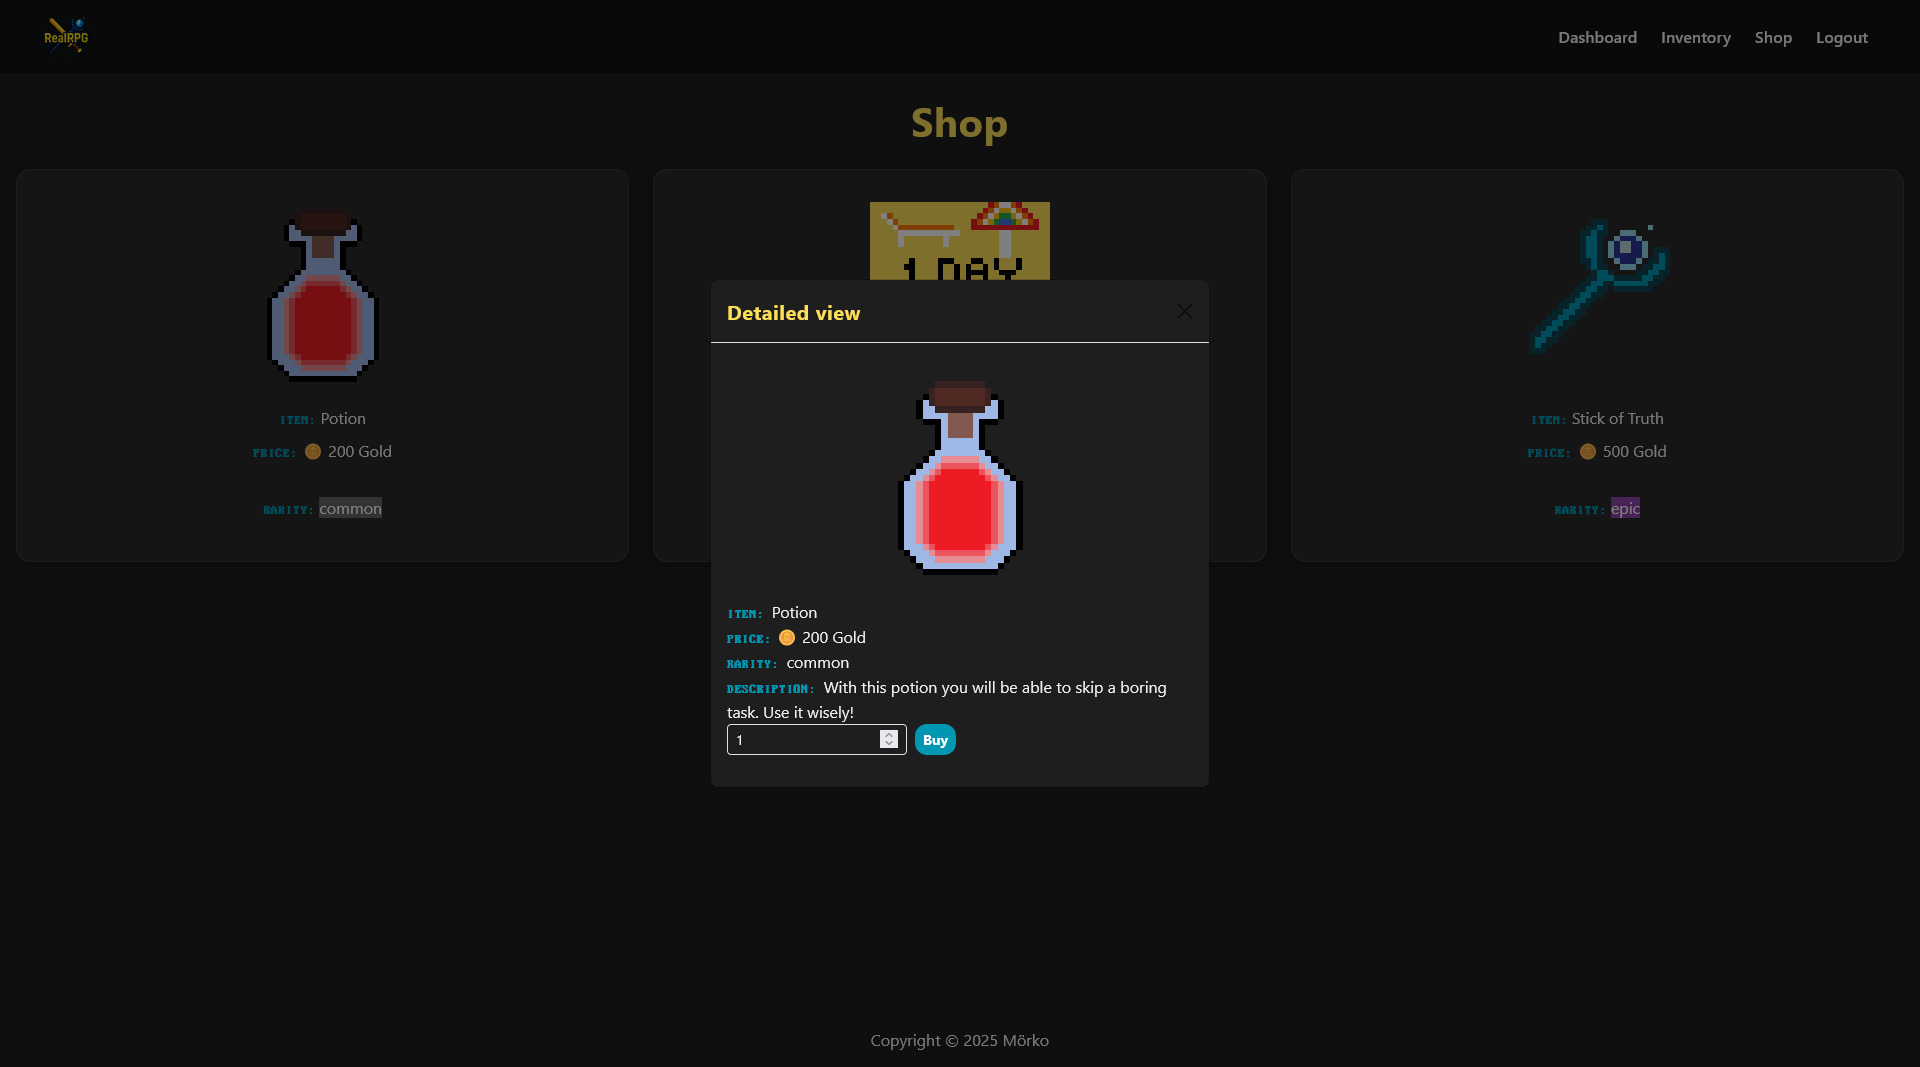 RealRPG
Dashboard Inventory Shop Logout
Shop
1 DAY
Detailed view
ITEM: Potion
PRICE: 200 Gold
RARITY: common
ITEM: Potion
PRICE: 200 Gold
RARITY: common
DESCRIPTION: With this potion you will be able to skip a boring
task. Use it wisely!
1
Buy
ITEM: Stick of Truth
PRICE: 500 Gold
RARITY: epic
Copyright © 2025 Mörko